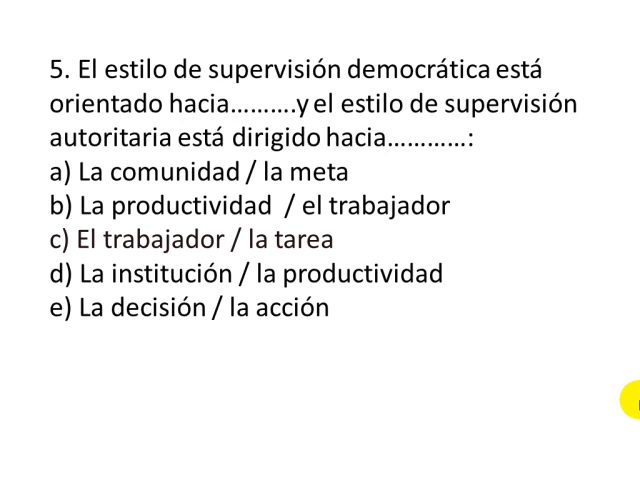 5. El estilo de supervisión democrática está
orientado hacia……….y el estilo de supervisión
autoritaria está dirigido hacia…………:
a) La comunidad / la meta
b) La productividad / el trabajador
c) El trabajador / la tarea
d) La institución / la productividad
e) La decisión / la acción